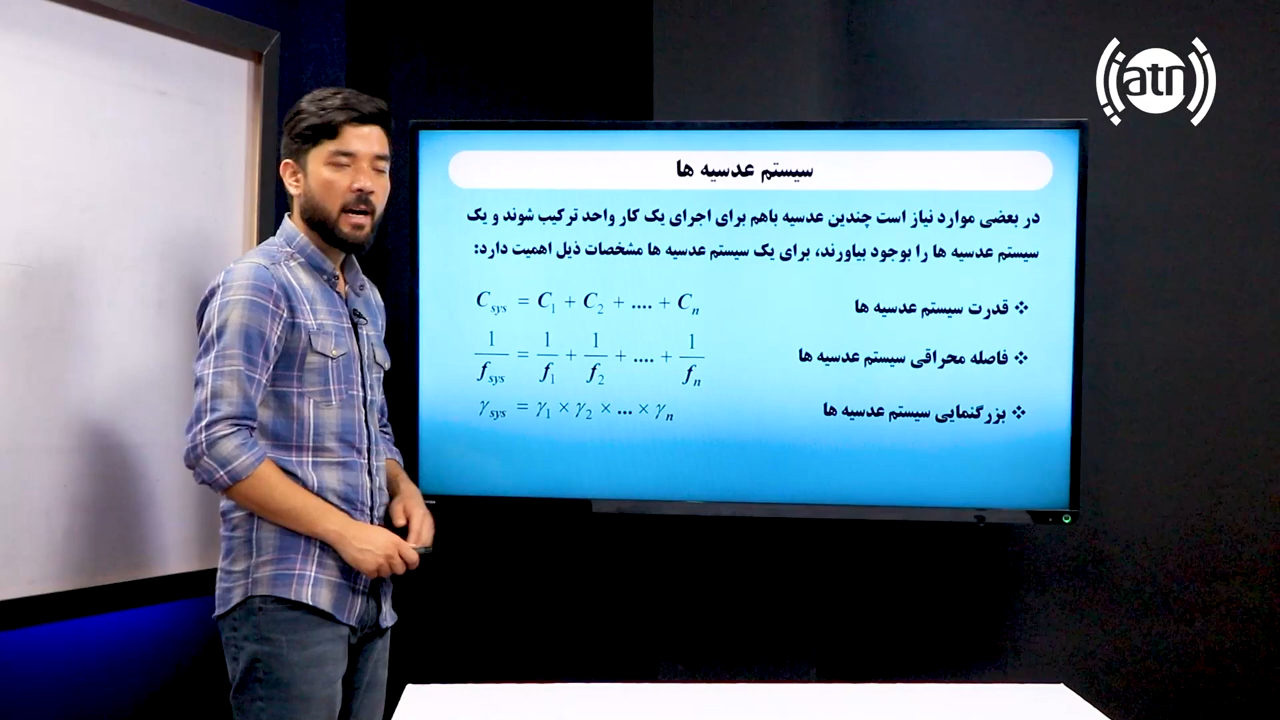 atn
سیستم عدسیه ها
در بعضی موارد نیاز است چندین عدسیه باهم برای اجرای یک کار واحد ترکیب شوند و یک
سیستم عدسیه ها را بوجود بیاورند، برای یک سیستم عدسیه ها مشخصات ذیل اهمیت دارد:
❖ قدرت سیستم عدسیه ها
C_sys = C_1 + C_2 + .... + C_n
❖ فاصله محراقی سیستم عدسیه ها
1/f_sys = 1/f_1 + 1/f_2 + .... + 1/f_n
❖ بزرگنمایی سیستم عدسیه ها
γ_sys = γ_1 × γ_2 × ... × γ_n